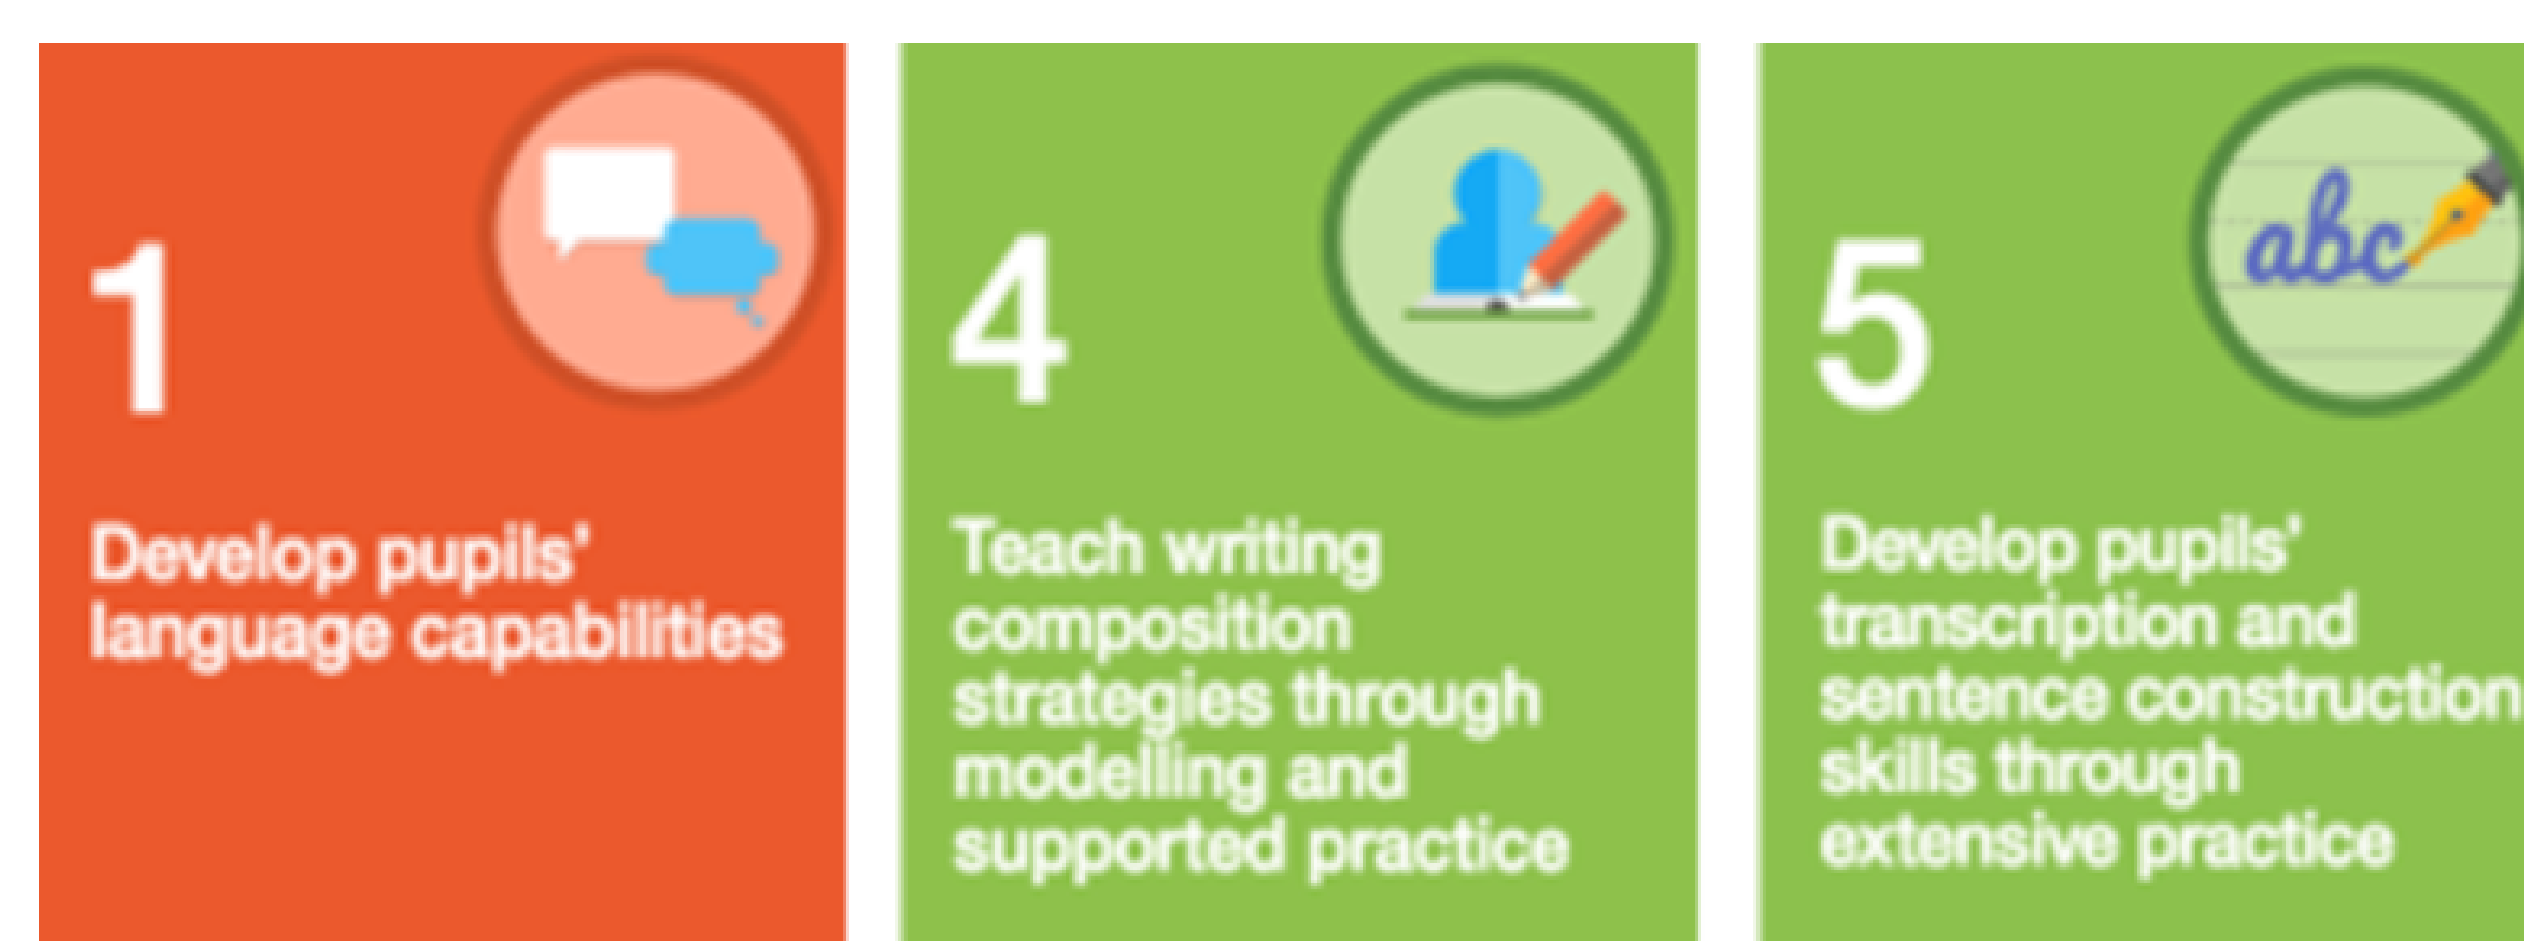 1
Develop pupils'
language capabilities
4
Teach writing
composition
strategies through
modelling and
supported practice
5
abc
Develop pupils'
transcription and
sentence construction
skills through
extensive practice